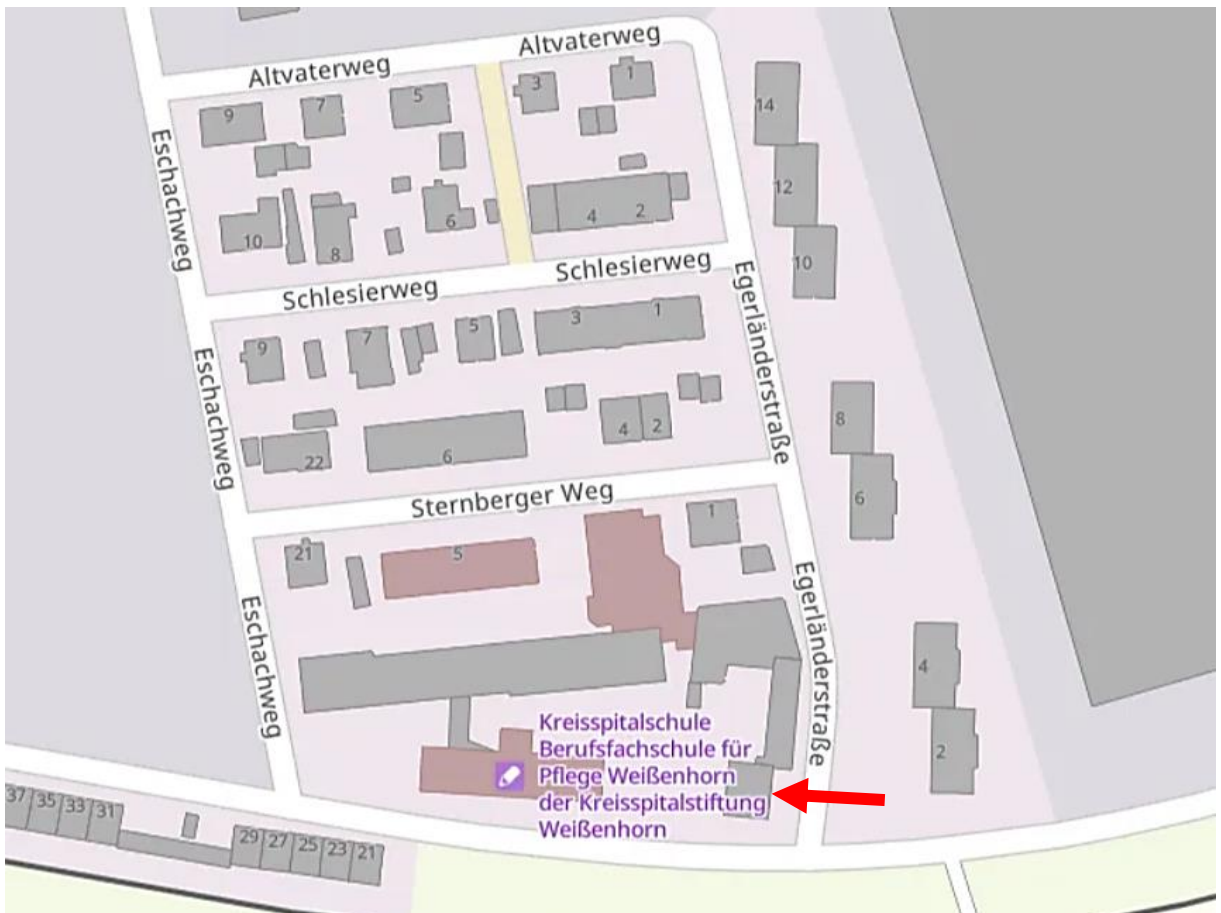 Altvaterweg
Altvaterweg
9
7
5
3
1
14
Eschachweg
12
10
8
6
4
2
10
Schlesierweg
Schlesierweg
Egerländerstraße
9
7
5
3
1
Eschachweg
22
6
4
2
8
6
Sternberger Weg
21
5
1
Egerländerstraße
Eschachweg
4
2
Kreisspitalschule
Berufsfachschule für
Pflege Weißenhorn
der Kreisspitalstiftung
Weißenhorn
37
35
33
31
29
27
25
23
21